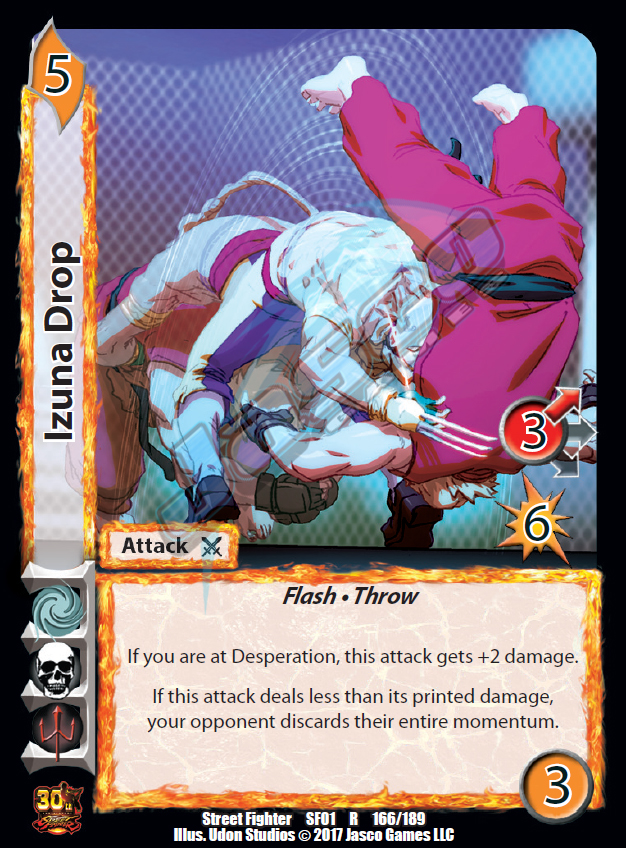 5
Izuna Drop
3
6
Attack
Flash • Throw
If you are at Desperation, this attack gets +2 damage.
If this attack deals less than its printed damage,
your opponent discards their entire momentum.
3
30th
Street Fighter SF01 R 166/189
Illus. Udon Studios © 2017 Jasco Games LLC